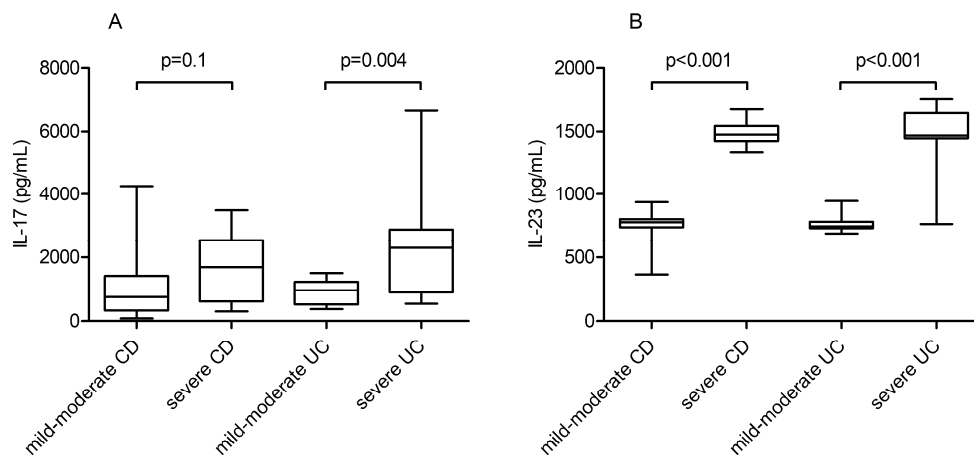 A
p=0.1
p=0.004
8000
6000
4000
2000
0
IL-17 (pg/mL)
mild-moderate CD
severe CD
mild-moderate UC
severe UC
B
p<0.001
p<0.001
2000
1500
1000
500
0
IL-23 (pg/mL)
mild-moderate CD
severe CD
mild-moderate UC
severe UC